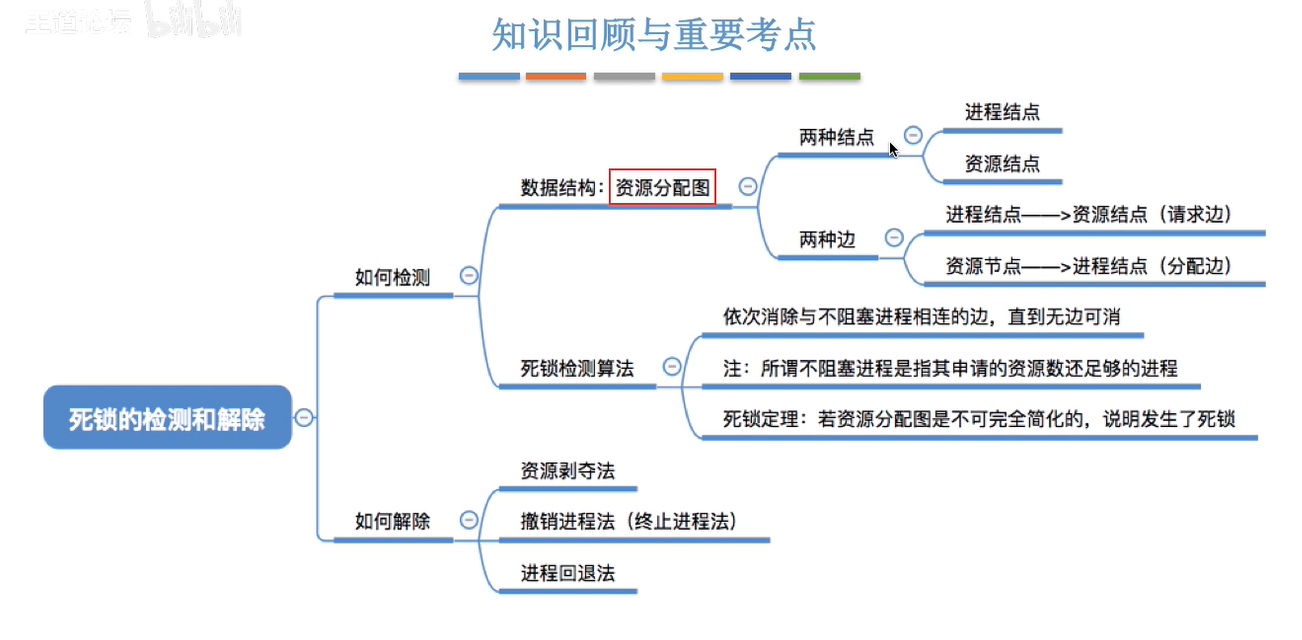 王道论坛 bilibili
知识回顾与重要考点
进程结点
两种结点
资源结点
数据结构：资源分配图
进程结点——>资源结点（请求边）
两种边
资源节点——>进程结点（分配边）
如何检测
依次消除与不阻塞进程相连的边，直到无边可消
死锁检测算法
注：所谓不阻塞进程是指其申请的资源数还足够的进程
死锁定理：若资源分配图是不可完全简化的，说明发生了死锁
死锁的检测和解除
资源剥夺法
如何解除
撤销进程法（终止进程法）
进程回退法